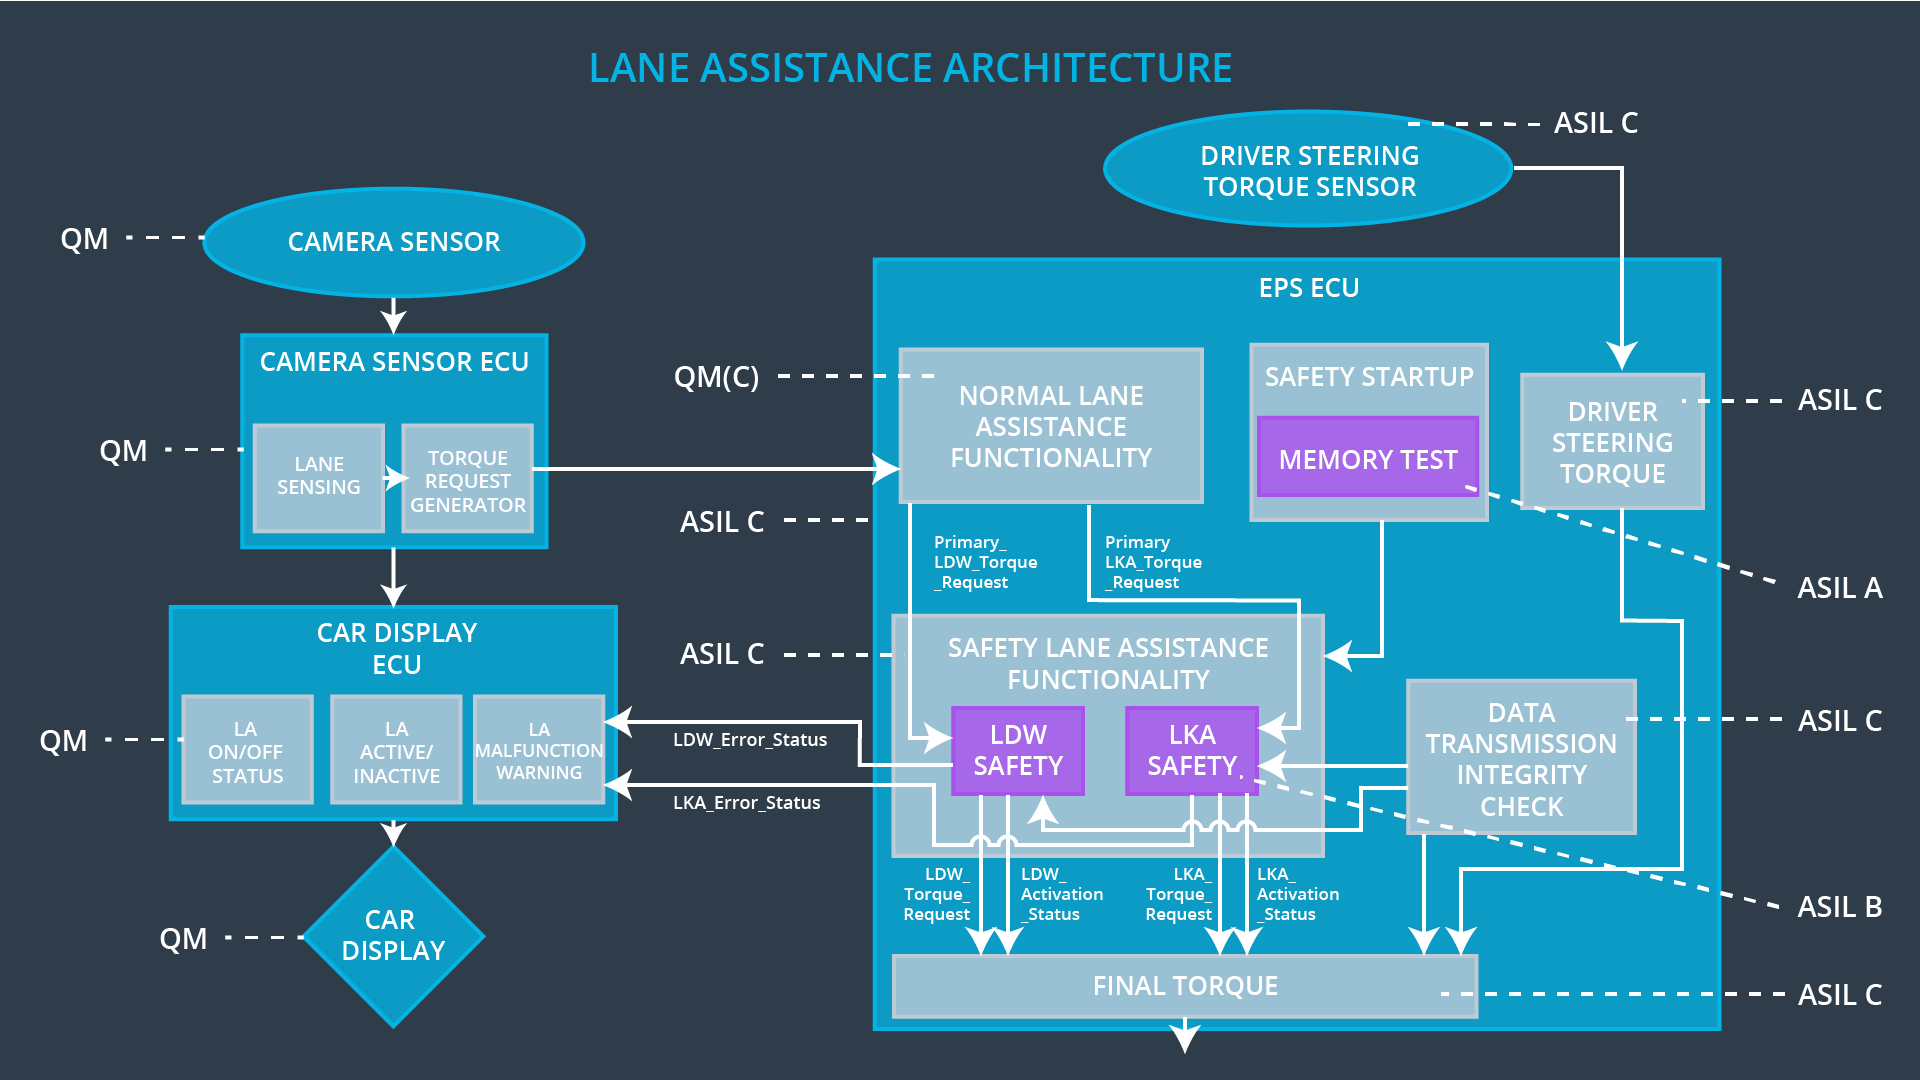 LANE ASSISTANCE ARCHITECTURE
ASIL C
DRIVER STEERING
TORQUE SENSOR
QM
CAMERA SENSOR
EPS ECU
CAMERA SENSOR ECU
QM
LANE
SENSING
TORQUE
REQUEST
GENERATOR
QM(C)
NORMAL LANE
ASSISTANCE
FUNCTIONALITY
SAFETY STARTUP
MEMORY TEST
DRIVER
STEERING
TORQUE
ASIL C
ASIL C
Primary_
LDW_Torque
_Request
Primary
LKA_Torque
_Request
ASIL A
CAR DISPLAY
ECU
QM
LA
ON/OFF
STATUS
LA
ACTIVE/
INACTIVE
LA
MALFUNCTION
WARNING
ASIL C
SAFETY LANE ASSISTANCE
FUNCTIONALITY
LDW
SAFETY
LKA
SAFETY
LDW_Error_Status
LKA_Error_Status
DATA
TRANSMISSION
INTEGRITY
CHECK
ASIL C
LDW_
Torque_
Request
LDW_
Activation
_Status
LKA_
Torque_
Request
LKA_
Activation
_Status
ASIL B
QM
CAR
DISPLAY
FINAL TORQUE
ASIL C